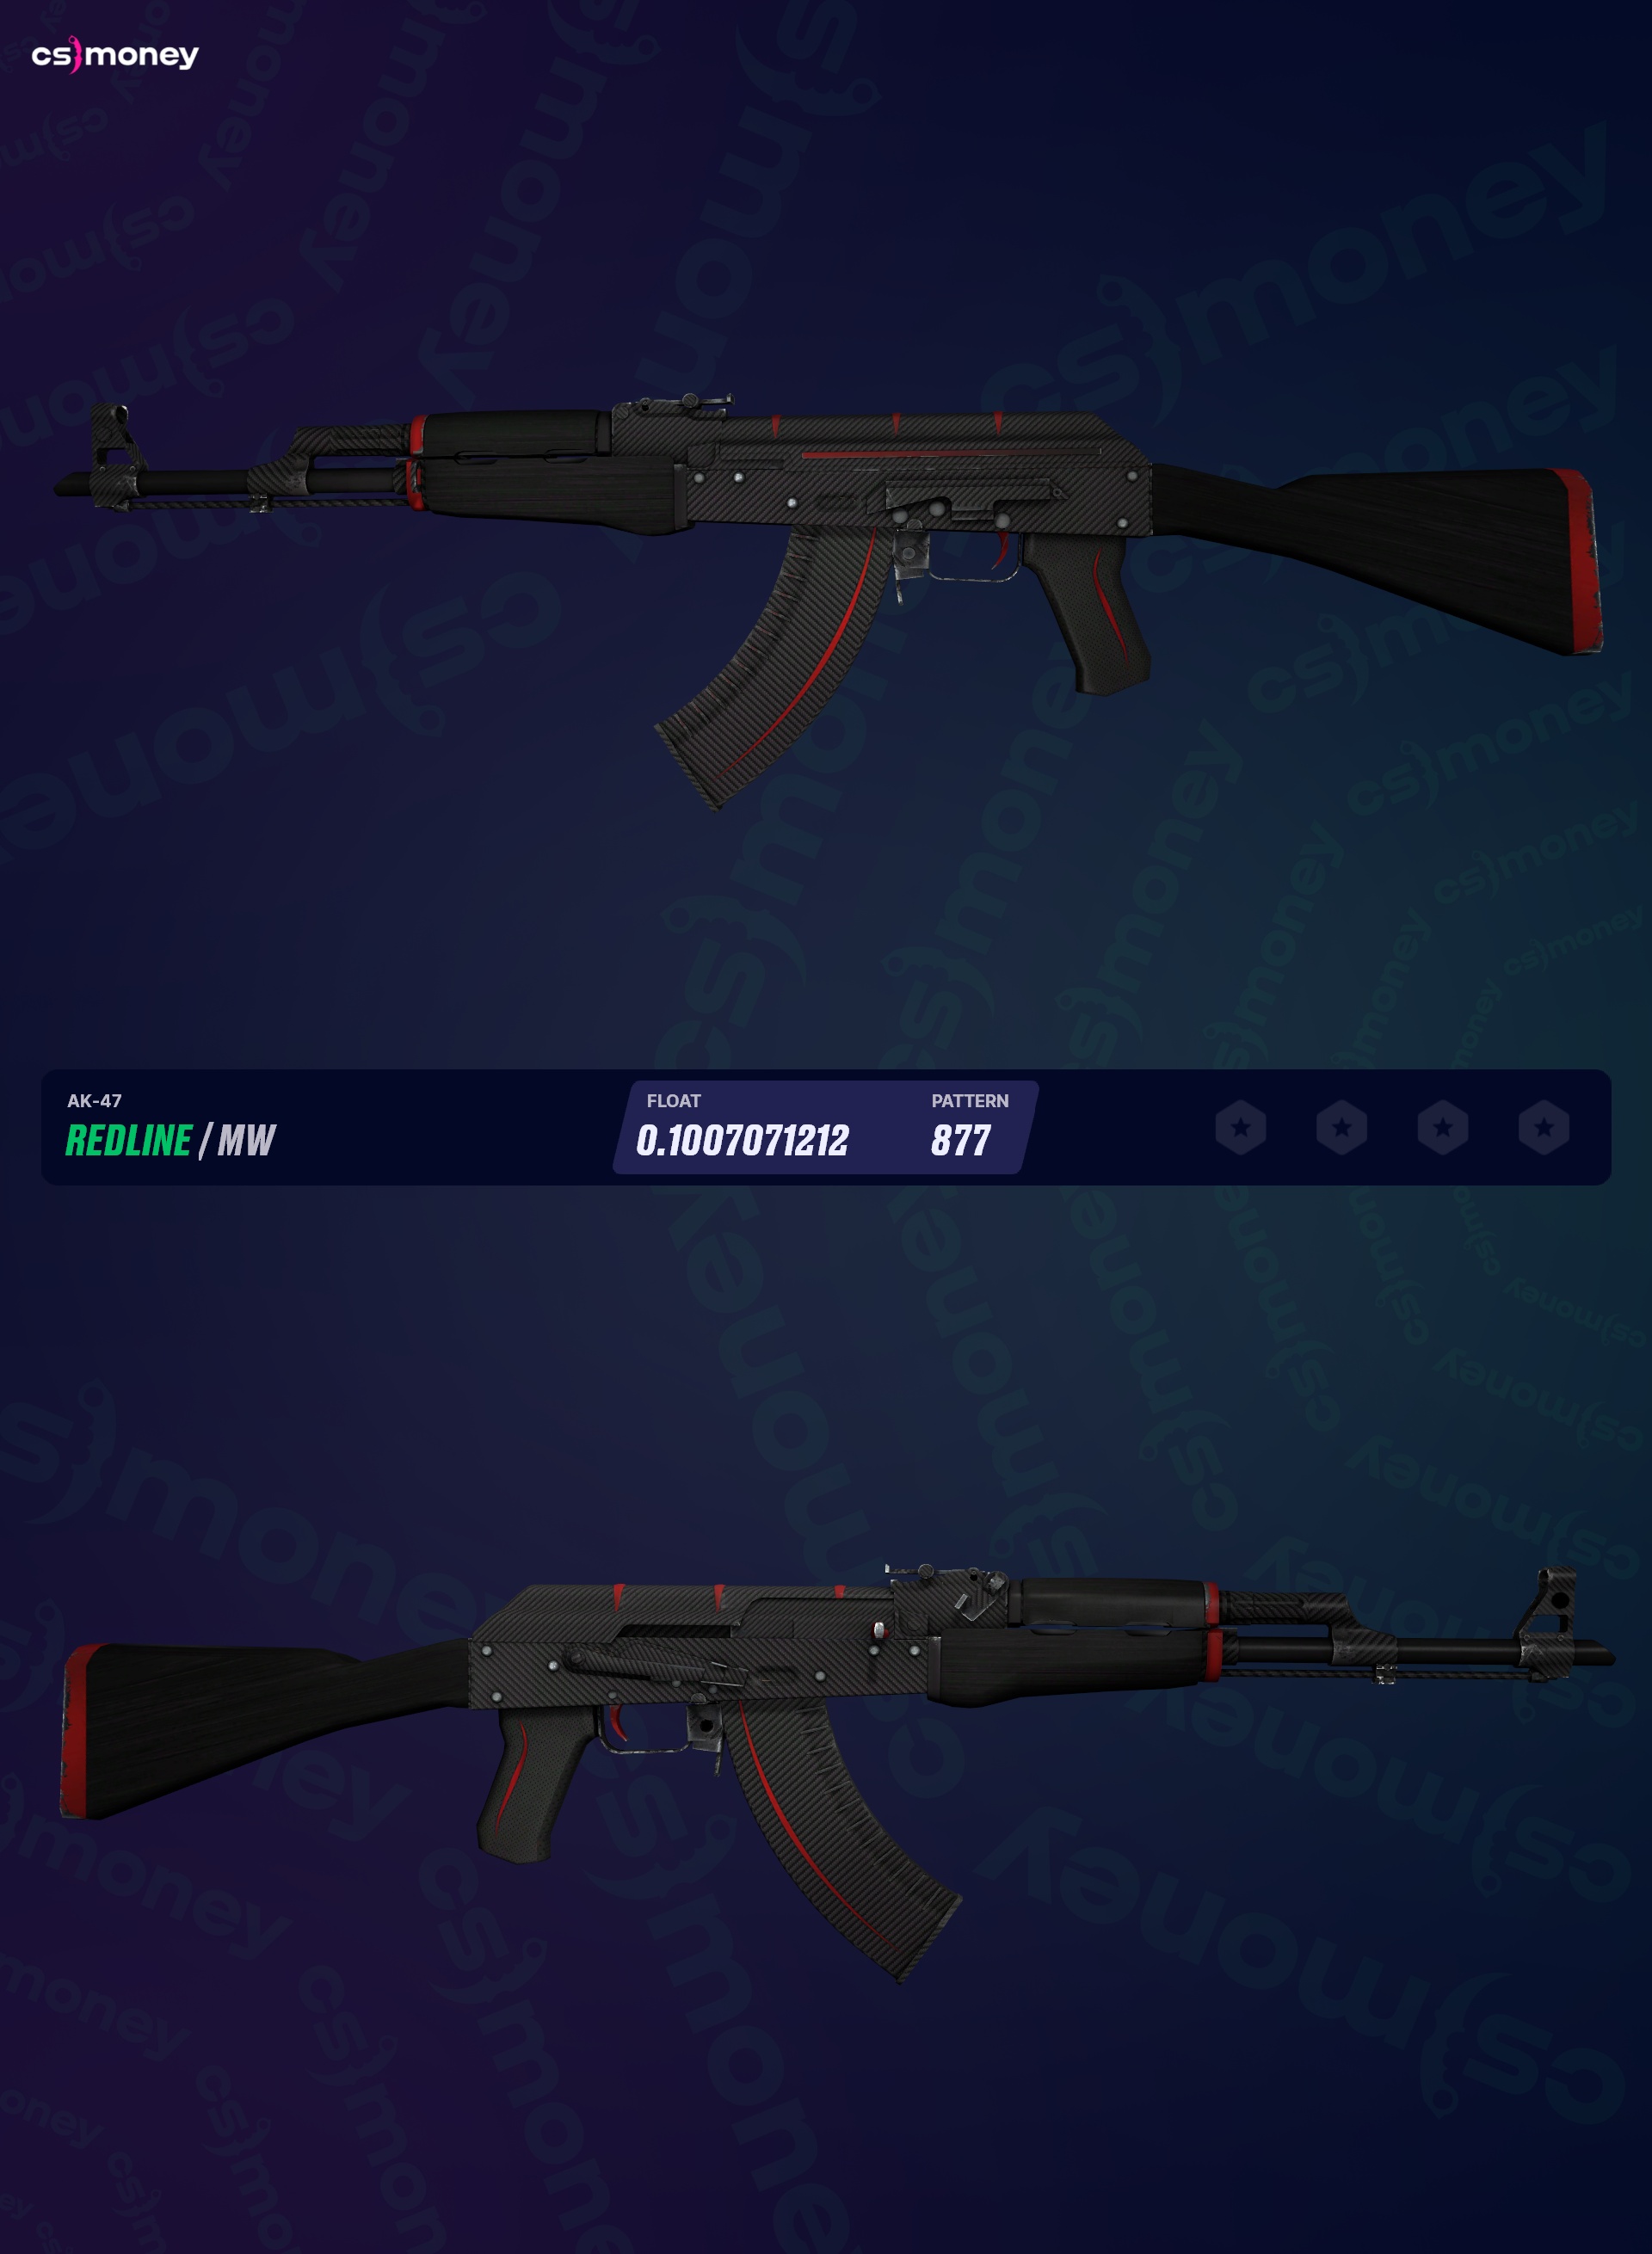 cs money
AK-47
REDLINE / MW
FLOAT
0.1007071212
PATTERN
877